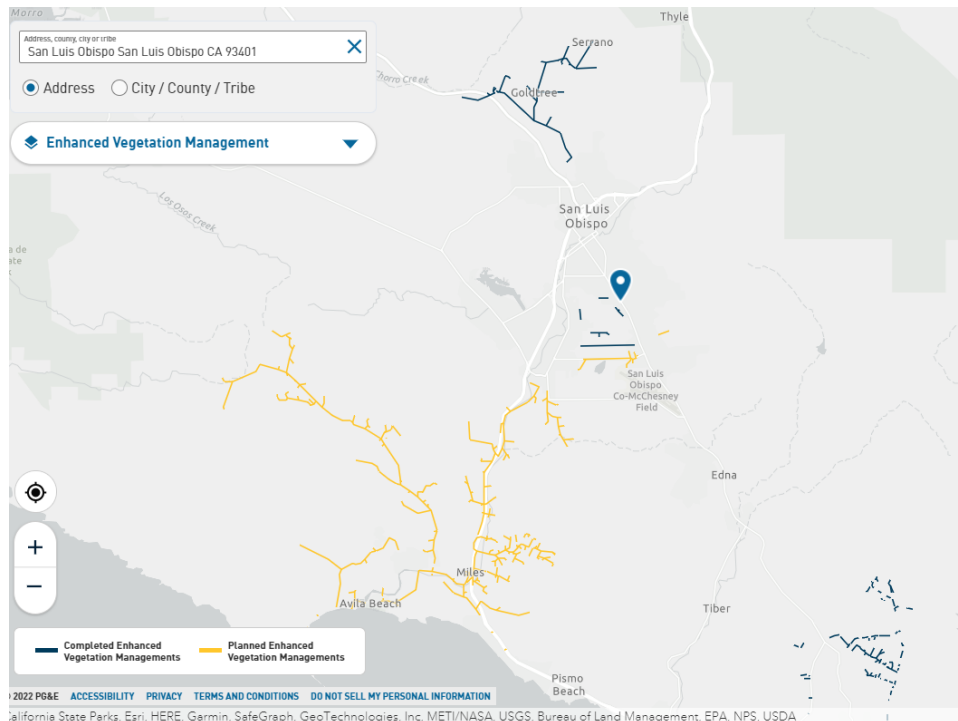 Morro
Thyle
Address, county, city or tribe
San Luis Obispo San Luis Obispo CA 93401
Serrano
Chorro Creek
Address
City / County / Tribe
Goldtree
Enhanced Vegetation Management
Los Osos Creek
San Luis
Obispo
a de
ate
San Luis
Obispo
Co-McChesney
Field
Edna
+
−
Miles
Avila Beach
Tiber
Completed Enhanced
Vegetation Managements
Planned Enhanced
Vegetation Managements
Pismo
Beach
© 2022 PG&E ACCESSIBILITY PRIVACY TERMS AND CONDITIONS DO NOT SELL MY PERSONAL INFORMATION
California State Parks, Esri, HERE, Garmin, SafeGraph, GeoTechnologies, Inc, METI/NASA, USGS, Bureau of Land Management, EPA, NPS, USDA